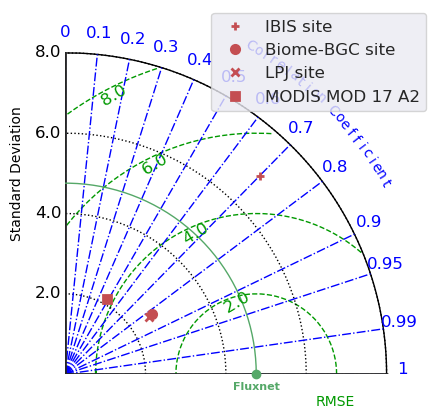 IBIS site
Biome-BGC site
LPJ site
MODIS MOD 17 A2
0
0.1
0.2
0.3
0.4
0.5
0.6
0.7
0.8
0.9
0.95
0.99
1
Correlation Coefficient
Standard Deviation
8.0
6.0
4.0
2.0
8.0
6.0
4.0
2.0
Fluxnet
RMSE